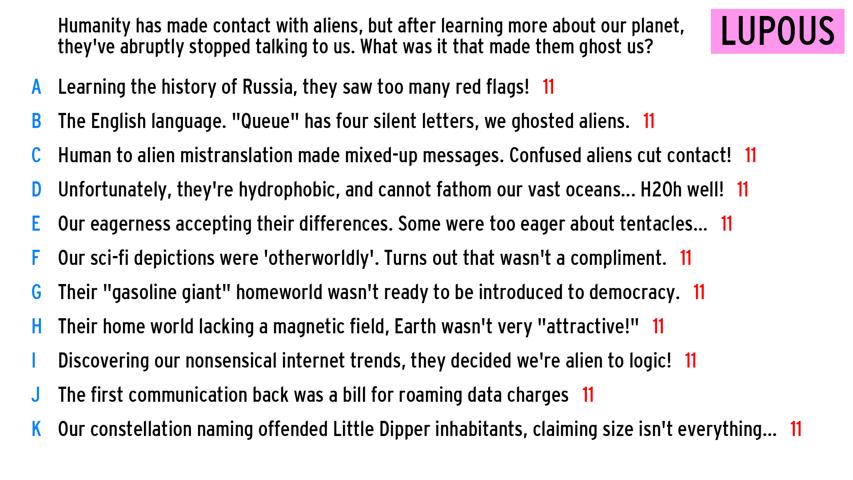 Humanity has made contact with aliens, but after learning more about our planet,
they've abruptly stopped talking to us. What was it that made them ghost us?
LUPOUS
A Learning the history of Russia, they saw too many red flags! 11
B The English language. "Queue" has four silent letters, we ghosted aliens. 11
C Human to alien mistranslation made mixed-up messages. Confused aliens cut contact! 11
D Unfortunately, they're hydrophobic, and cannot fathom our vast oceans... H2Oh well! 11
E Our eagerness accepting their differences. Some were too eager about tentacles... 11
F Our sci-fi depictions were 'otherworldly'. Turns out that wasn't a compliment. 11
G Their "gasoline giant" homeworld wasn't ready to be introduced to democracy. 11
H Their home world lacking a magnetic field, Earth wasn't very "attractive!" 11
I Discovering our nonsensical internet trends, they decided we're alien to logic! 11
J The first communication back was a bill for roaming data charges 11
K Our constellation naming offended Little Dipper inhabitants, claiming size isn't everything... 11